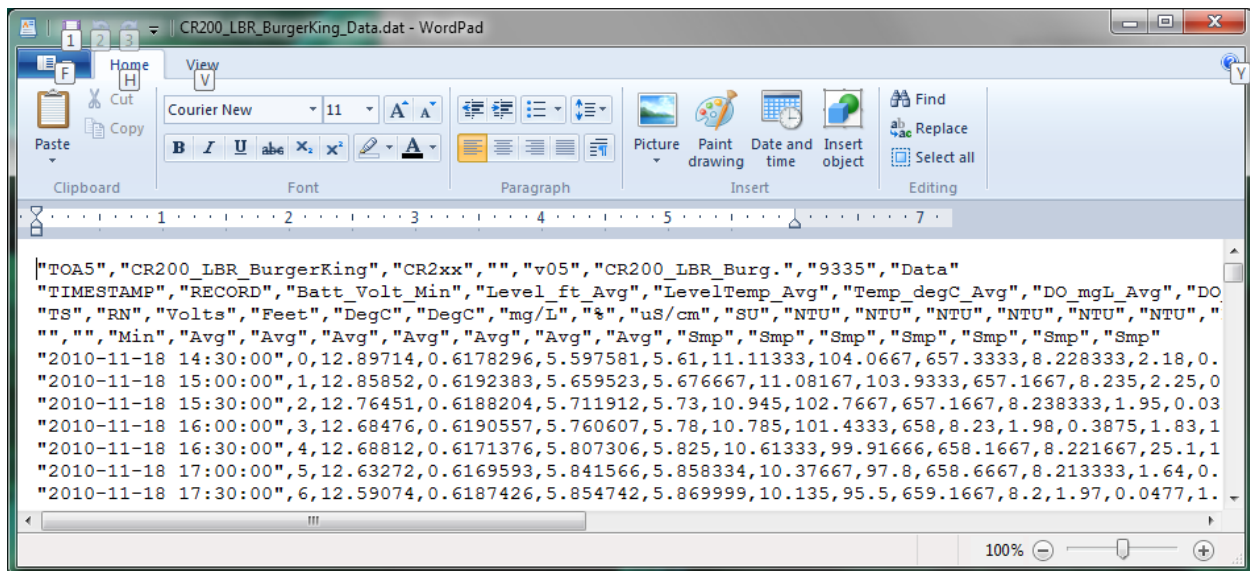 CR200_LBR_BurgerKing_Data.dat - WordPad
1 2 3
F Home View Y
H V
Cut
Copy
Paste
Courier New 11 A A
B I U abe X₂ x² A
Picture Paint drawing Date and time Insert object
Find
Replace
Select all
Clipboard Font Paragraph Insert Editing
1 2 3 4 5 7
"TOA5","CR200_LBR_BurgerKing","CR2xx","","v05","CR200_LBR_Burg.","9335","Data"
"TIMESTAMP","RECORD","Batt_Volt_Min","Level_ft_Avg","LevelTemp_Avg","Temp_degC_Avg","DO_mgL_Avg","DO
"TS","RN","Volts","Feet","DegC","DegC","mg/L","%","uS/cm","SU","NTU","NTU","NTU","NTU","NTU","NTU","
"","","Min","Avg","Avg","Avg","Avg","Avg","Avg","Avg","Smp","Smp","Smp","Smp","Smp","Smp","Smp"
"2010-11-18 14:30:00",0,12.89714,0.6178296,5.597581,5.61,11.11333,104.0667,657.3333,8.228333,2.18,0.
"2010-11-18 15:00:00",1,12.85852,0.6192383,5.659523,5.676667,11.08167,103.9333,657.1667,8.235,2.25,0
"2010-11-18 15:30:00",2,12.76451,0.6188204,5.711912,5.73,10.945,102.7667,657.1667,8.238333,1.95,0.03
"2010-11-18 16:00:00",3,12.68476,0.6190557,5.760607,5.78,10.785,101.4333,658,8.23,1.98,0.3875,1.83,1
"2010-11-18 16:30:00",4,12.68812,0.6171376,5.807306,5.825,10.61333,99.91666,658.1667,8.221667,25.1,1
"2010-11-18 17:00:00",5,12.63272,0.6169593,5.841566,5.858334,10.37667,97.8,658.6667,8.213333,1.64,0.
"2010-11-18 17:30:00",6,12.59074,0.6187426,5.854742,5.869999,10.135,95.5,659.1667,8.2,1.97,0.0477,1.
100%